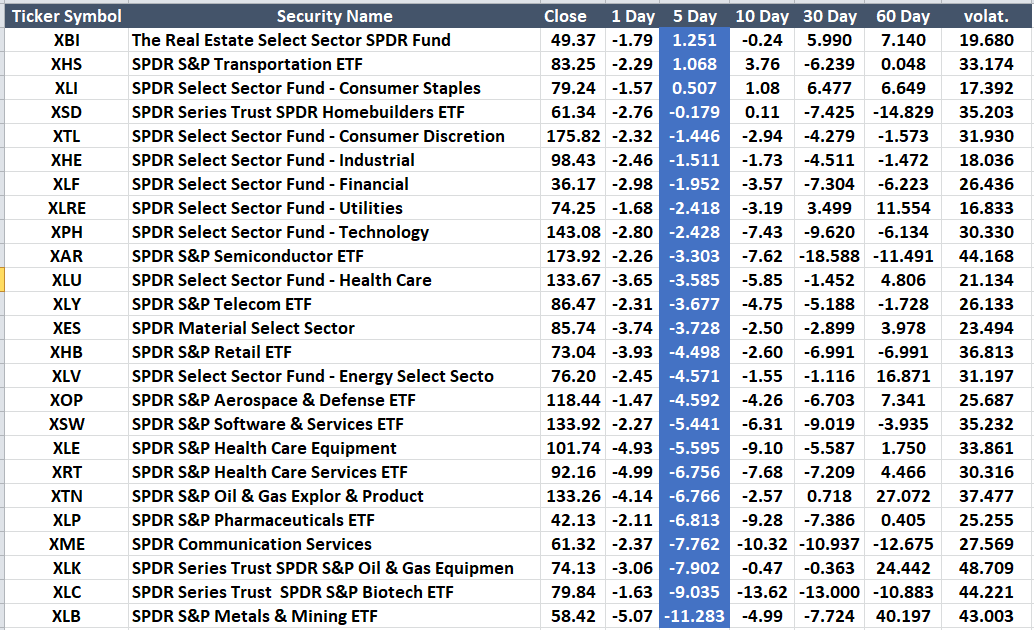 Ticker Symbol Security Name Close 1 Day 5 Day 10 Day 30 Day 60 Day volat.
XBI The Real Estate Select Sector SPDR Fund 49.37 -1.79 1.251 -0.24 5.990 7.140 19.680
XHS SPDR S&P Transportation ETF 83.25 -2.29 1.068 3.76 -6.239 0.048 33.174
XLI SPDR Select Sector Fund - Consumer Staples 79.24 -1.57 0.507 1.08 6.477 6.649 17.392
XSD SPDR Series Trust SPDR Homebuilders ETF 61.34 -2.76 -0.179 0.11 -7.425 -14.829 35.203
XTL SPDR Select Sector Fund - Consumer Discretion 175.82 -2.32 -1.446 -2.94 -4.279 -1.573 31.930
XHE SPDR Select Sector Fund - Industrial 98.43 -2.46 -1.511 -1.73 -4.511 -1.472 18.036
XLF SPDR Select Sector Fund - Financial 36.17 -2.98 -1.952 -3.57 -7.304 -6.223 26.436
XLRE SPDR Select Sector Fund - Utilities 74.25 -1.68 -2.418 -3.19 3.499 11.554 16.833
XPH SPDR Select Sector Fund - Technology 143.08 -2.80 -2.428 -7.43 -9.620 -6.134 30.330
XAR SPDR S&P Semiconductor ETF 173.92 -2.26 -3.303 -7.62 -18.588 -11.491 44.168
XLU SPDR Select Sector Fund - Health Care 133.67 -3.65 -3.585 -5.85 -1.452 4.806 21.134
XLY SPDR S&P Telecom ETF 86.47 -2.31 -3.677 -4.75 -5.188 -1.728 26.133
XES SPDR Material Select Sector 85.74 -3.74 -3.728 -2.50 -2.899 3.978 23.494
XHB SPDR S&P Retail ETF 73.04 -3.93 -4.498 -2.60 -6.991 -6.991 36.813
XLV SPDR Select Sector Fund - Energy Select Secto 76.20 -2.45 -4.571 -1.55 -1.116 16.871 31.197
XOP SPDR S&P Aerospace & Defense ETF 118.44 -1.47 -4.592 -4.26 -6.703 7.341 25.687
XSW SPDR S&P Software & Services ETF 133.92 -2.27 -5.441 -6.31 -9.019 -3.935 35.232
XLE SPDR S&P Health Care Equipment 101.74 -4.93 -5.595 -9.10 -5.587 1.750 33.861
XRT SPDR S&P Health Care Services ETF 92.16 -4.99 -6.756 -7.68 -7.209 4.466 30.316
XTN SPDR S&P Oil & Gas Explor & Product 133.26 -4.14 -6.766 -2.57 0.718 27.072 37.477
XLP SPDR S&P Pharmaceuticals ETF 42.13 -2.11 -6.813 -9.28 -7.386 0.405 25.255
XME SPDR Communication Services 61.32 -2.37 -7.762 -10.32 -10.937 -12.675 27.569
XLK SPDR Series Trust SPDR S&P Oil & Gas Equipmen 74.13 -3.06 -7.902 -0.47 -0.363 24.442 48.709
XLC SPDR Series Trust  SPDR S&P Biotech ETF 79.84 -1.63 -9.035 -13.62 -13.000 -10.883 44.221
XLB SPDR S&P Metals & Mining ETF 58.42 -5.07 -11.283 -4.99 -7.724 40.197 43.003